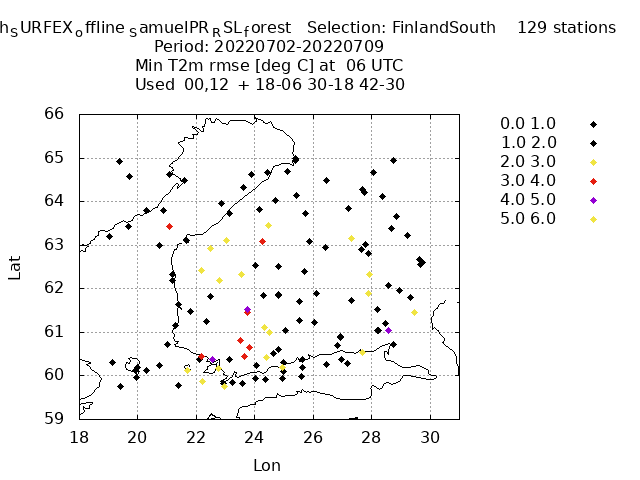 hSURFEXoffline SamuelPRRSLforest Selection: FinlandSouth 129 stations
Period: 20220702-20220709
Min T2m rmse [deg C] at 06 UTC
Used 00,12 + 18-06 30-18 42-30
66
65
64
63
62
61
60
59
18 20 22 24 26 28 30
Lat
Lon
0.0 1.0
1.0 2.0
2.0 3.0
3.0 4.0
4.0 5.0
5.0 6.0